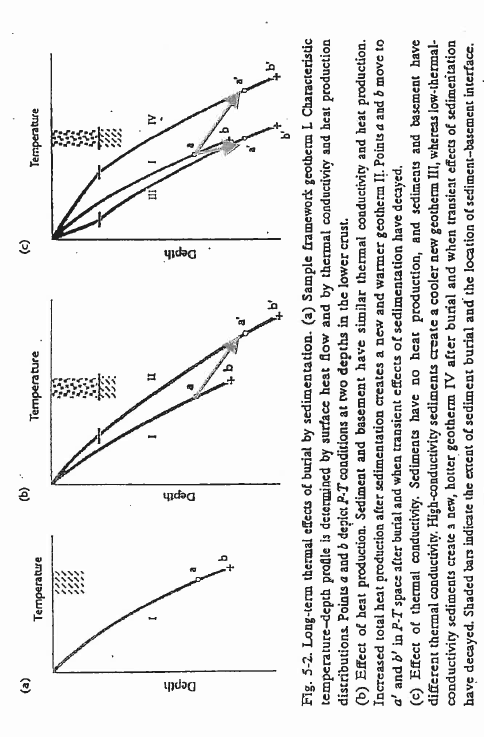 (a)
Temperature
Depth
I
a
b
(b)
Temperature
Depth
I
II
a
b
a'
b'
(c)
Temperature
Depth
III
I
IV
a
b
a'
b'
a'
b'
Fig. 5-2. Long-term thermal effects of burial by sedimentation. (a) Sample framework geotherm I. Characteristic
temperature–depth profile is determined by surface heat flow and by thermal conductivity and heat production
distributions. Points a and b depict P-T conditions at two depths in the lower crust.
(b) Effect of heat production. Sediment and basement have similar thermal conductivity and heat production.
Increased total heat production after sedimentation creates a new and warmer geotherm II. Points a and b move to
a' and b' in P-T space after burial and when transient effects of sedimentation have decayed.
(c) Effect of thermal conductivity. Sediments have no heat production, and sediments and basement have
different thermal conductivity. High-conductivity sediments create a cooler new geotherm III, whereas low-thermal-
conductivity sediments create a new, hotter geotherm IV after burial and when transient effects of sedimentation
have decayed. Shaded bars indicate the extent of sediment burial and the location of sediment–basement interface.